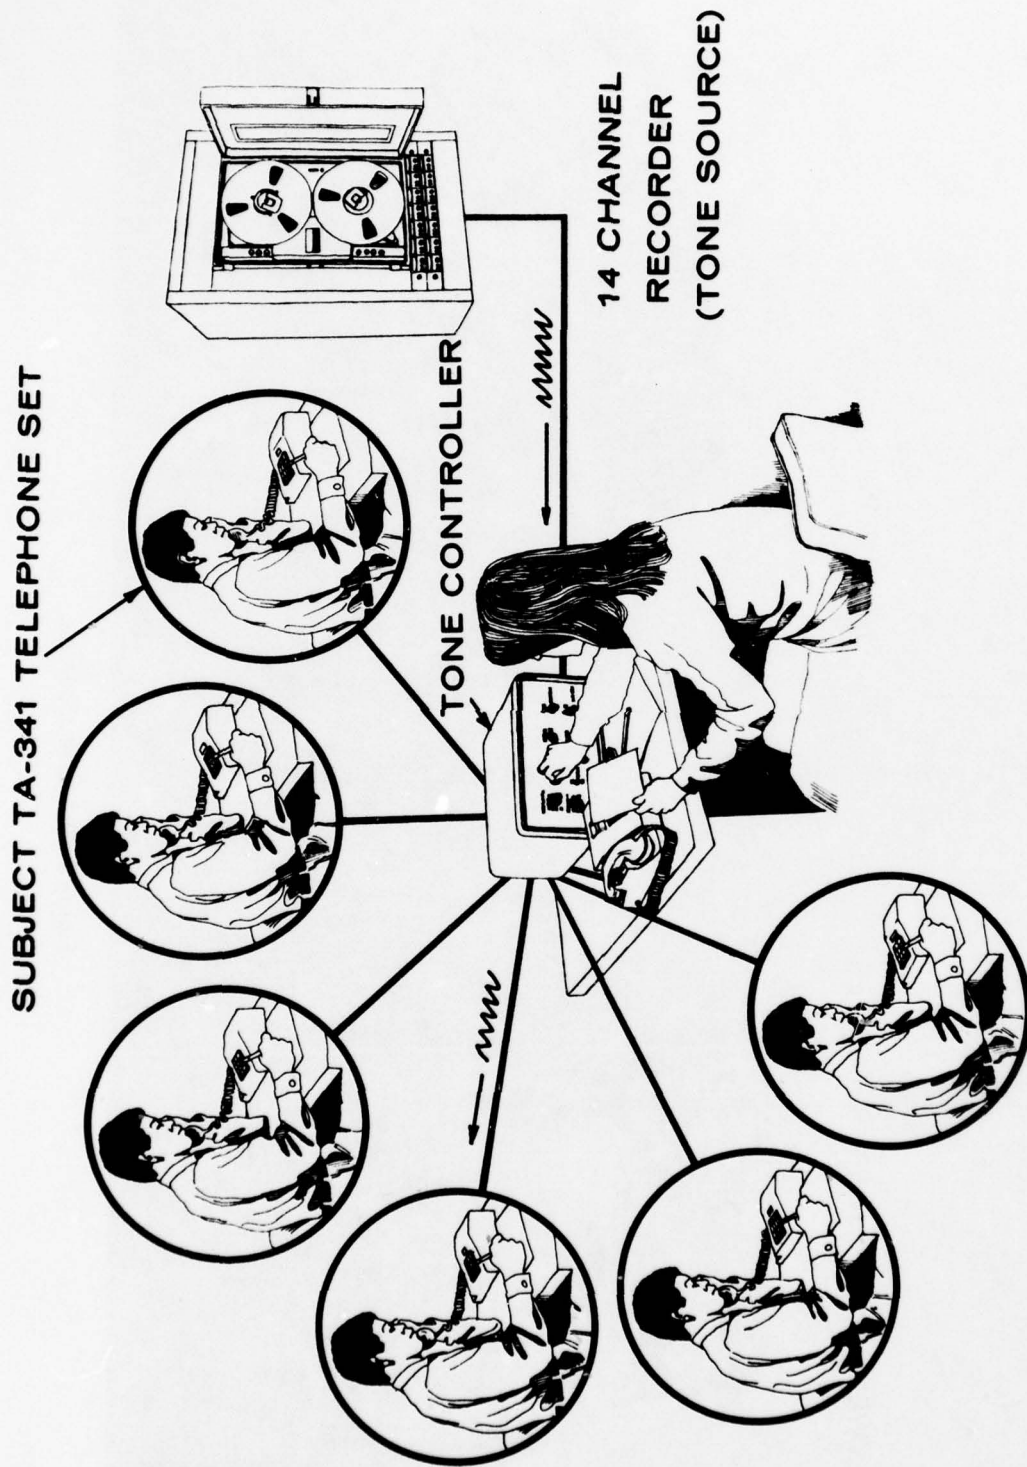 SUBJECT TA-341 TELEPHONE SET
TONE CONTROLLER
14 CHANNEL
RECORDER
(TONE SOURCE)